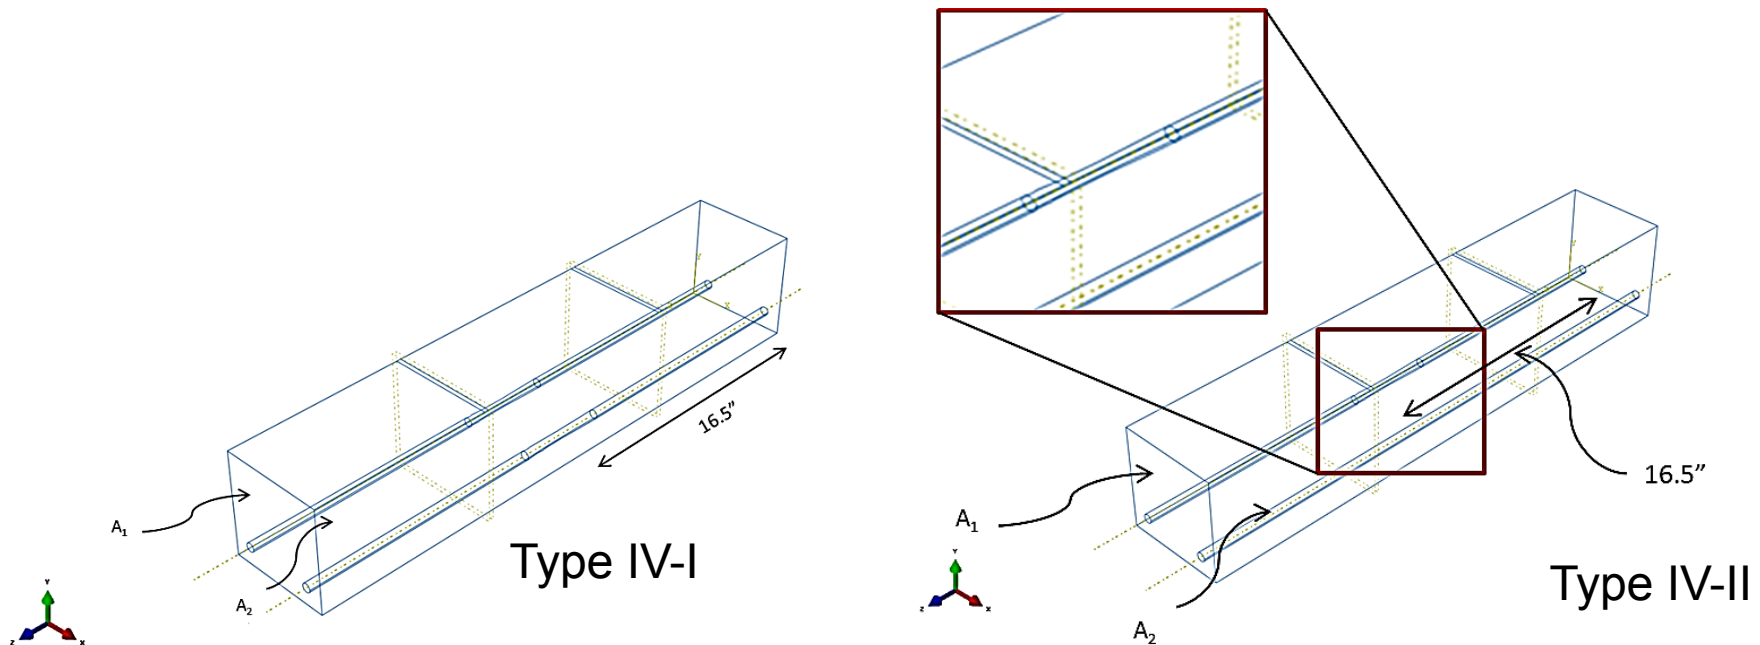 A1
A2
16.5”
Type IV-I
Y
Z
X
Y
X
A1
A2
16.5”
Type IV-II
Y
Z
X
Y
X